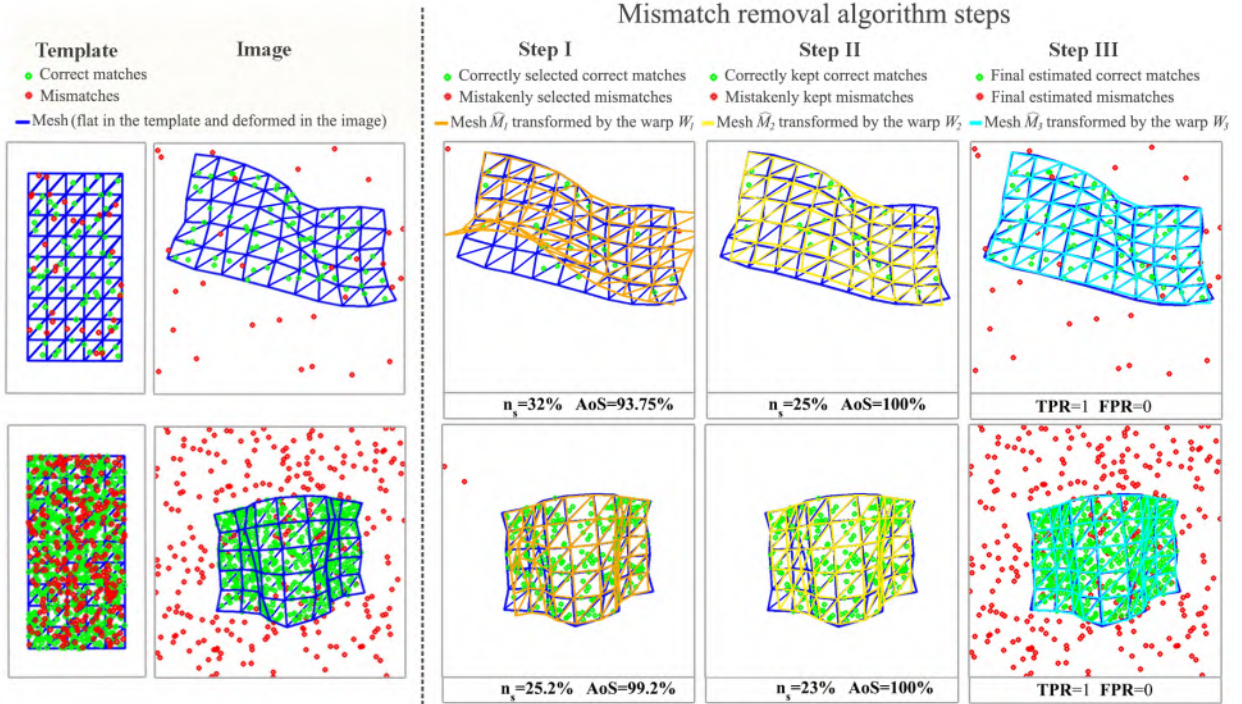 Mismatch removal algorithm steps
Template
Image
Correct matches
Mismatches
Mesh (flat in the template and deformed in the image)
Step I
Correctly selected correct matches
Mistakenly selected mismatches
Mesh M̂₁ transformed by the warp W₁
Step II
Correctly kept correct matches
Mistakenly kept mismatches
Mesh M̂₂ transformed by the warp W₂
Step III
Final estimated correct matches
Final estimated mismatches
Mesh M̂₃ transformed by the warp W₃
nₛ=32% AoS=93.75%
nₛ=25% AoS=100%
TPR=1 FPR=0
nₛ=25.2% AoS=99.2%
nₛ=23% AoS=100%
TPR=1 FPR=0